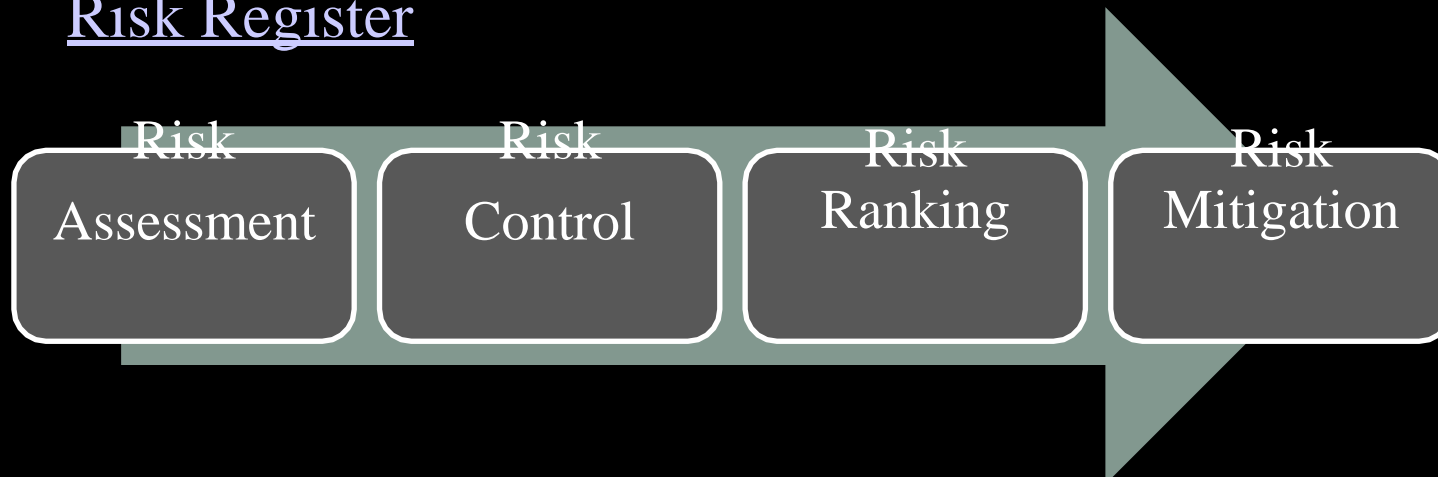 Risk Register
Risk
Assessment
Risk
Control
Risk
Ranking
Risk
Mitigation